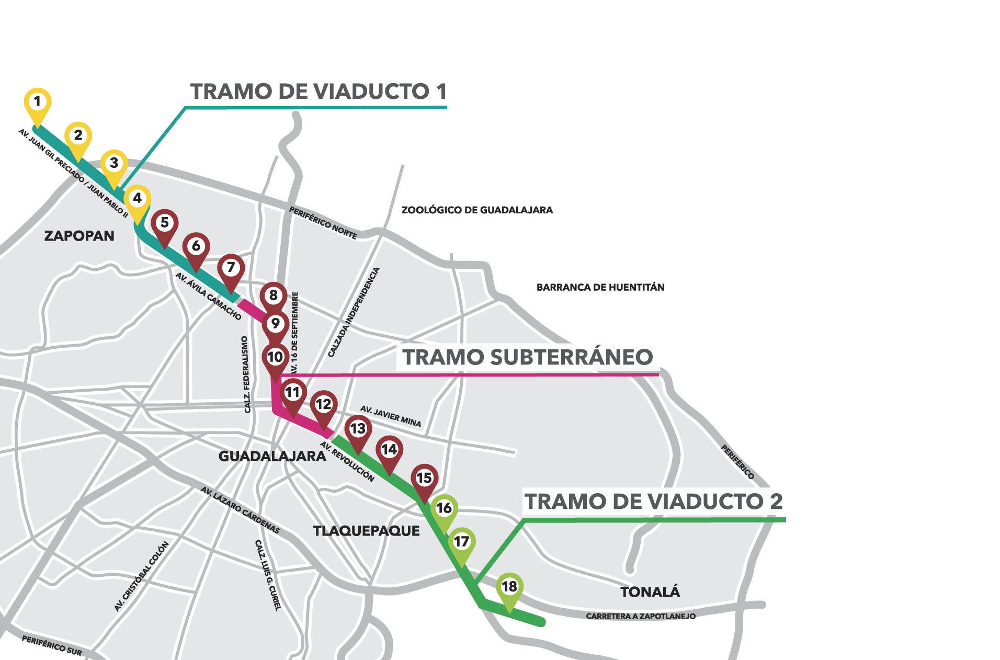 TRAMO DE VIADUCTO 1
1
2
3
4
AV. JUAN GIL PRECIADO / JUAN PABLO II
PERIFÉRICO NORTE
ZOOLÓGICO DE GUADALAJARA
ZAPOPAN
5
6
7
AV. ÁVILA CAMACHO
BARRANCA DE HUENTITÁN
8
9
10
AV. 16 DE SEPTIEMBRE
CALZADA INDEPENDENCIA
CALZ. FEDERALISMO
TRAMO SUBTERRÁNEO
11
12
AV. JAVIER MINA
13
14
15
GUADALAJARA
AV. REVOLUCIÓN
PERIFÉRICO
AV. LÁZARO CÁRDENAS
TRAMO DE VIADUCTO 2
16
17
TLAQUEPAQUE
AV. CRISTÓBAL COLÓN
CALZ. LUIS G. CURIEL
18
TONALÁ
CARRETERA A ZAPOTLANEJO
PERIFÉRICO SUR